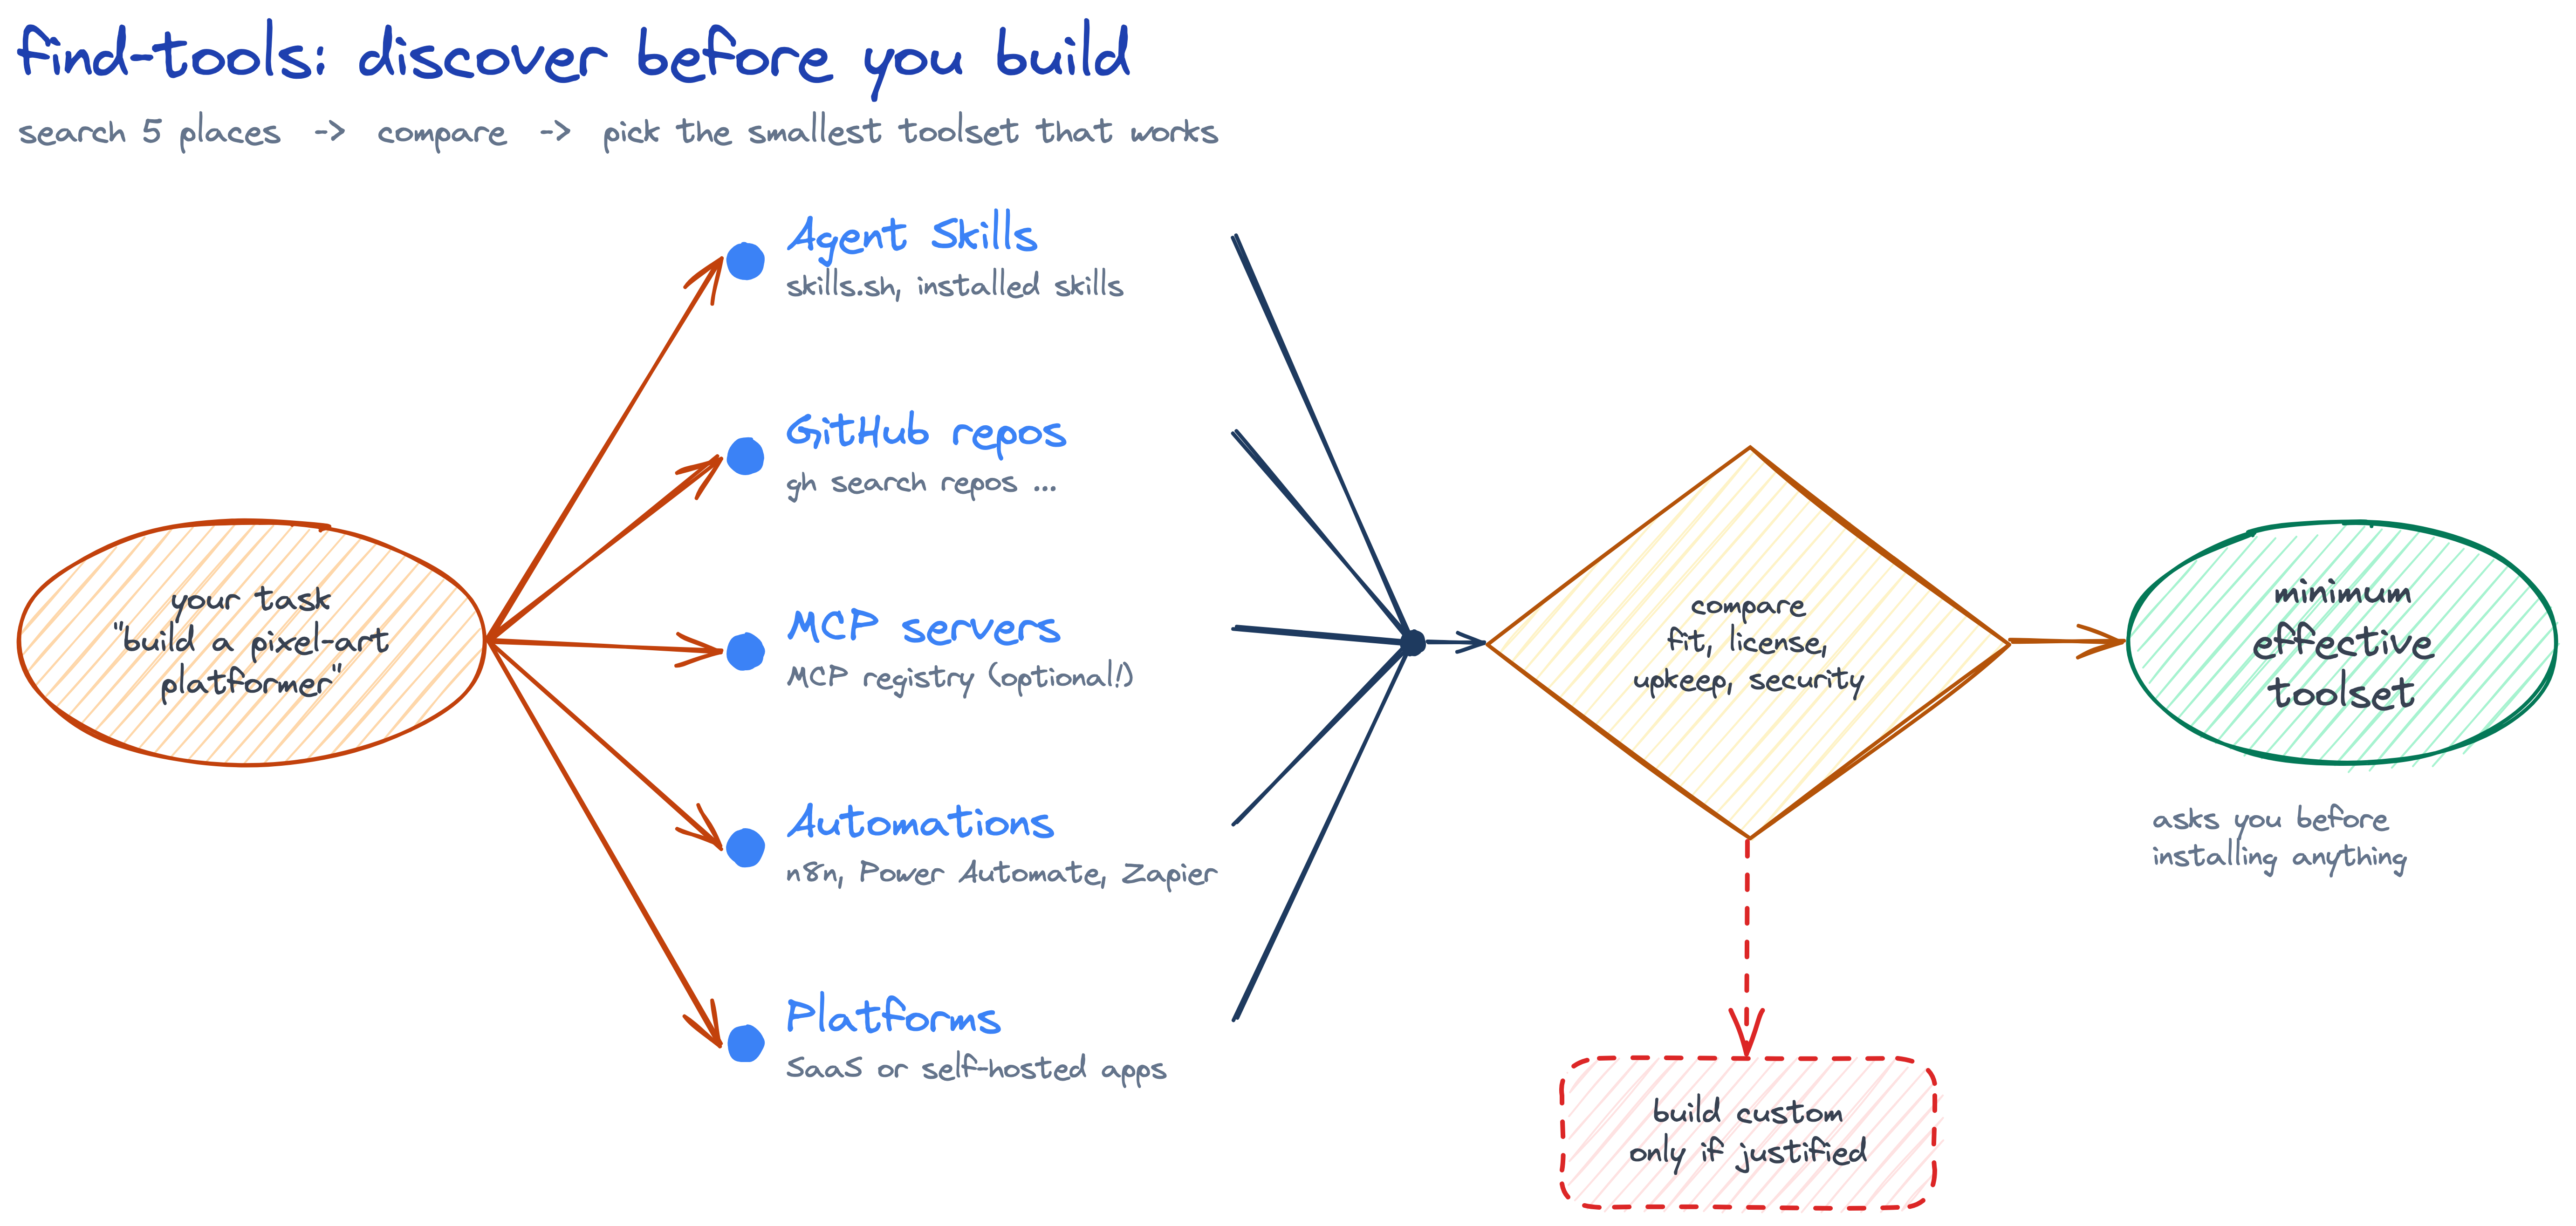 find-tools: discover before you build
search 5 places -> compare -> pick the smallest toolset that works
Agent Skills
skills.sh, installed skills
GitHub repos
gh search repos ...
MCP servers
MCP registry (optional!)
Automations
n8n, Power Automate, Zapier
Platforms
SaaS or self-hosted apps
your task
"build a pixel-art
platformer"
compare
fit, license,
upkeep, security
minimum
effective
toolset
asks you before
installing anything
build custom
only if justified